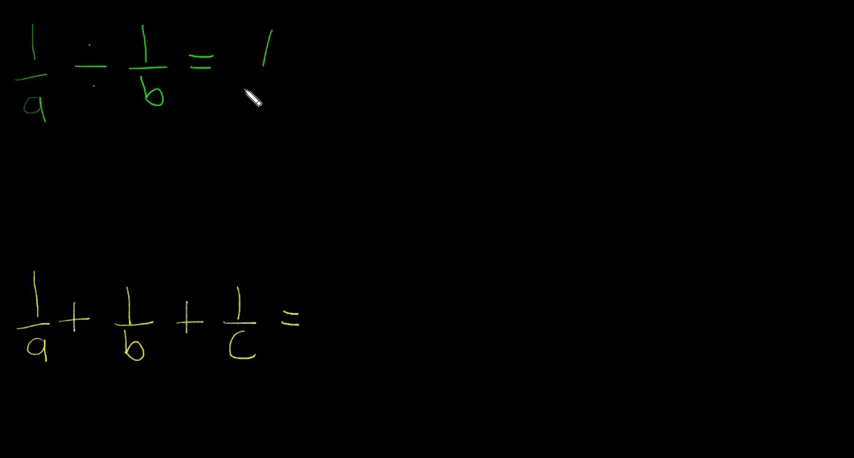 1/a ÷ 1/b = 1
1/a + 1/b + 1/c =